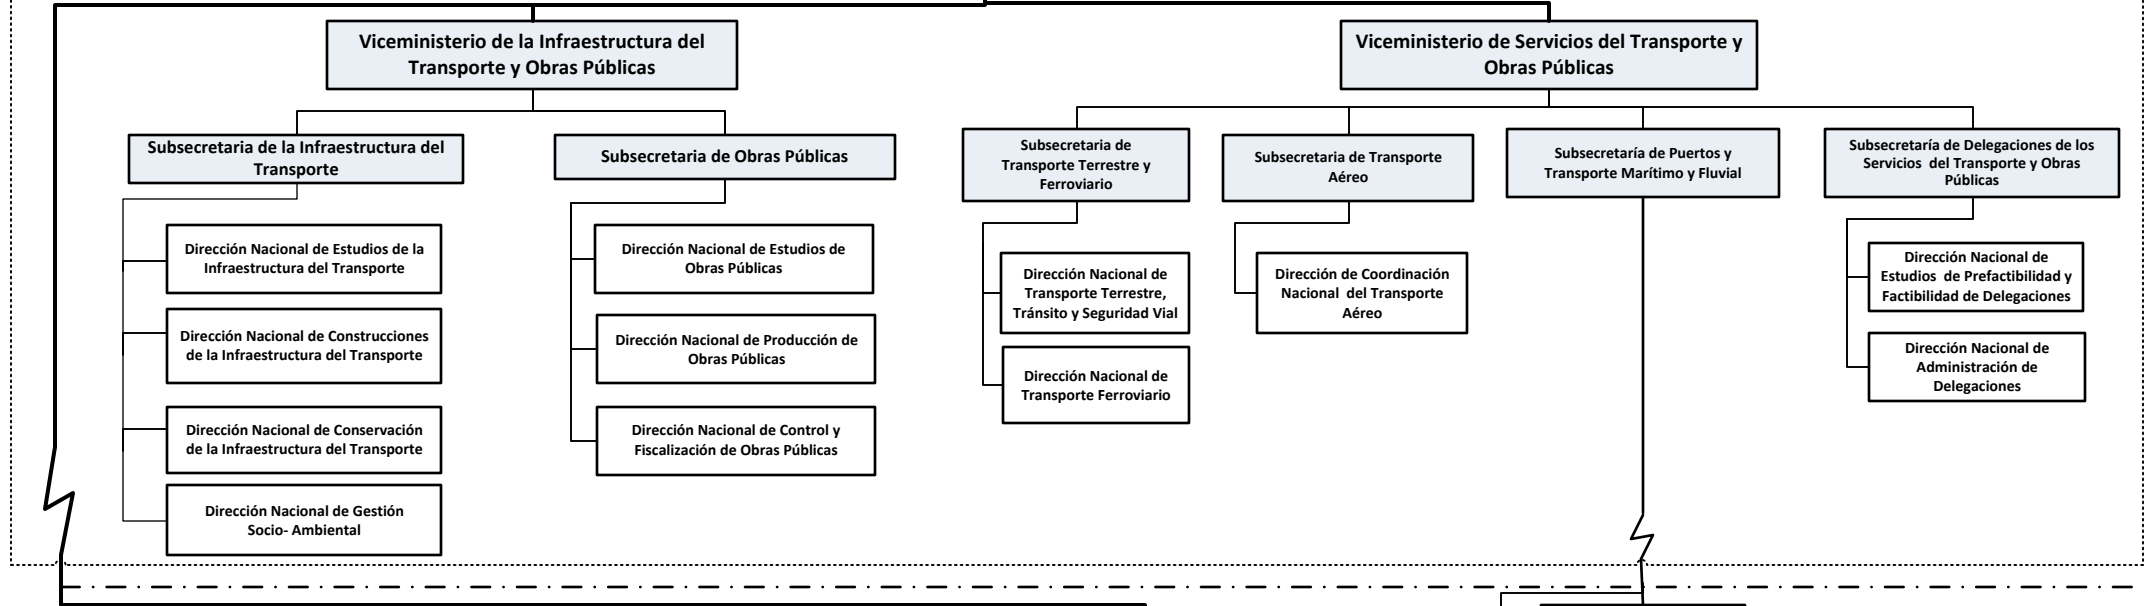 Viceministerio de la Infraestructura del
Transporte y Obras Públicas
Viceministerio de Servicios del Transporte y
Obras Públicas
Subsecretaria de la Infraestructura del
Transporte
Subsecretaria de Obras Públicas
Subsecretaria de
Transporte Terrestre y
Ferroviario
Subsecretaria de Transporte
Aéreo
Subsecretaría de Puertos y
Transporte Marítimo y Fluvial
Subsecretaría de Delegaciones de los
Servicios del Transporte y Obras
Públicas
Dirección Nacional de Estudios de la
Infraestructura del Transporte
Dirección Nacional de Construcciones
de la Infraestructura del Transporte
Dirección Nacional de Conservación
de la Infraestructura del Transporte
Dirección Nacional de Gestión
Socio- Ambiental
Dirección Nacional de Estudios de
Obras Públicas
Dirección Nacional de Producción de
Obras Públicas
Dirección Nacional de Control y
Fiscalización de Obras Públicas
Dirección Nacional de
Transporte Terrestre,
Tránsito y Seguridad Vial
Dirección Nacional de
Transporte Ferroviario
Dirección de Coordinación
Nacional del Transporte
Aéreo
Dirección Nacional de
Estudios de Prefactibilidad y
Factibilidad de Delegaciones
Dirección Nacional de
Administración de
Delegaciones